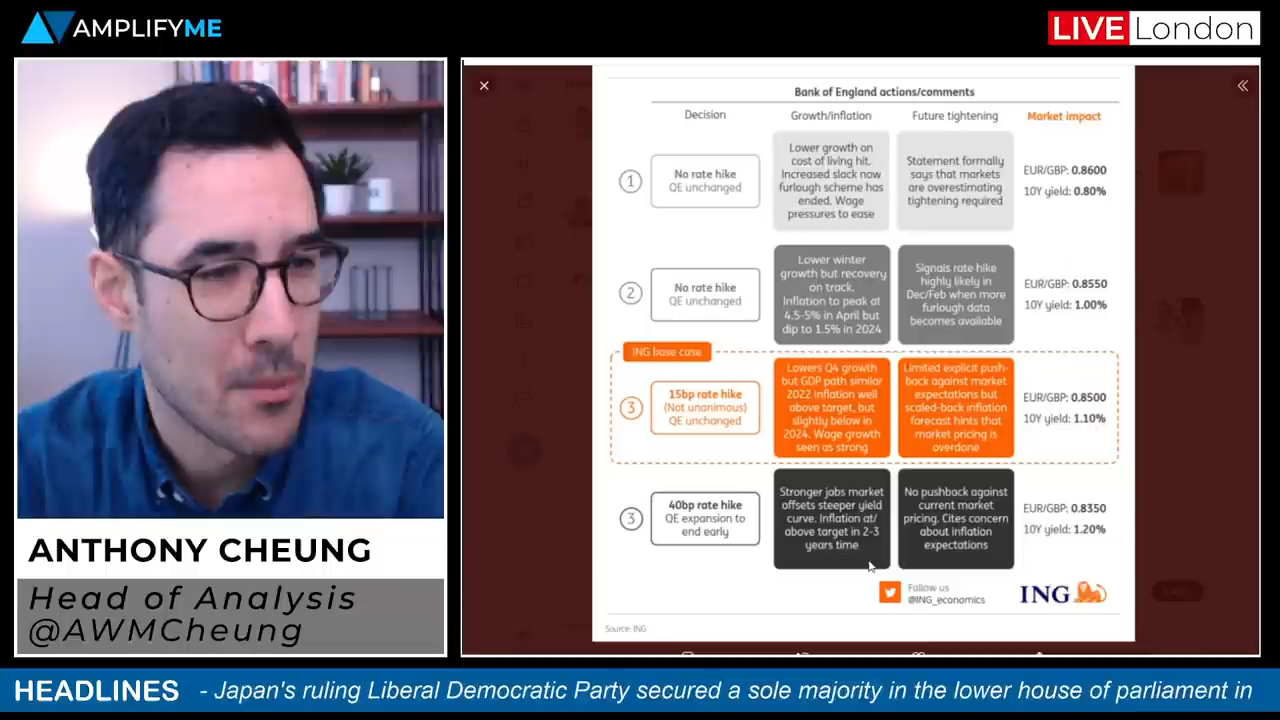 AMPLIFYME
LIVE London
Bank of England actions/comments
Decision
Growth/inflation
Future tightening
Market impact
1
No rate hike
QE unchanged
Lower growth on
cost of living hit.
Increased slack now
furlough scheme has
ended. Wage
pressures to ease
Statement formally
says that markets
are overestimating
tightening required
EUR/GBP: 0.8600
10Y yield: 0.80%
2
No rate hike
QE unchanged
Lower winter
growth but recovery
on track.
Inflation to peak at
4.5-5% in April but
dip to 1.5% in 2024
Signals rate hike
highly likely in
Dec/Feb when more
furlough data
becomes available
EUR/GBP: 0.8550
10Y yield: 1.00%
ING base case
3
15bp rate hike
(Not unanimous)
QE unchanged
Lowers Q4 growth
but GDP path similar
2022 Inflation well
above target, but
slightly below in
2024. Wage growth
seen as strong
Limited explicit push-
back against market
expectations but
scaled-back inflation
forecast hints that
market pricing is
overdone
EUR/GBP: 0.8500
10Y yield: 1.10%
3
40bp rate hike
QE expansion to
end early
Stronger jobs market
offsets steeper yield
curve. Inflation at/
above target in 2-3
years time
No pushback against
current market
pricing. Cites concern
about inflation
expectations
EUR/GBP: 0.8350
10Y yield: 1.20%
Follow us
@ING_economics
ING
Source: ING
ANTHONY CHEUNG
Head of Analysis
@AWMCheung
HEADLINES - Japan's ruling Liberal Democratic Party secured a sole majority in the lower house of parliament in